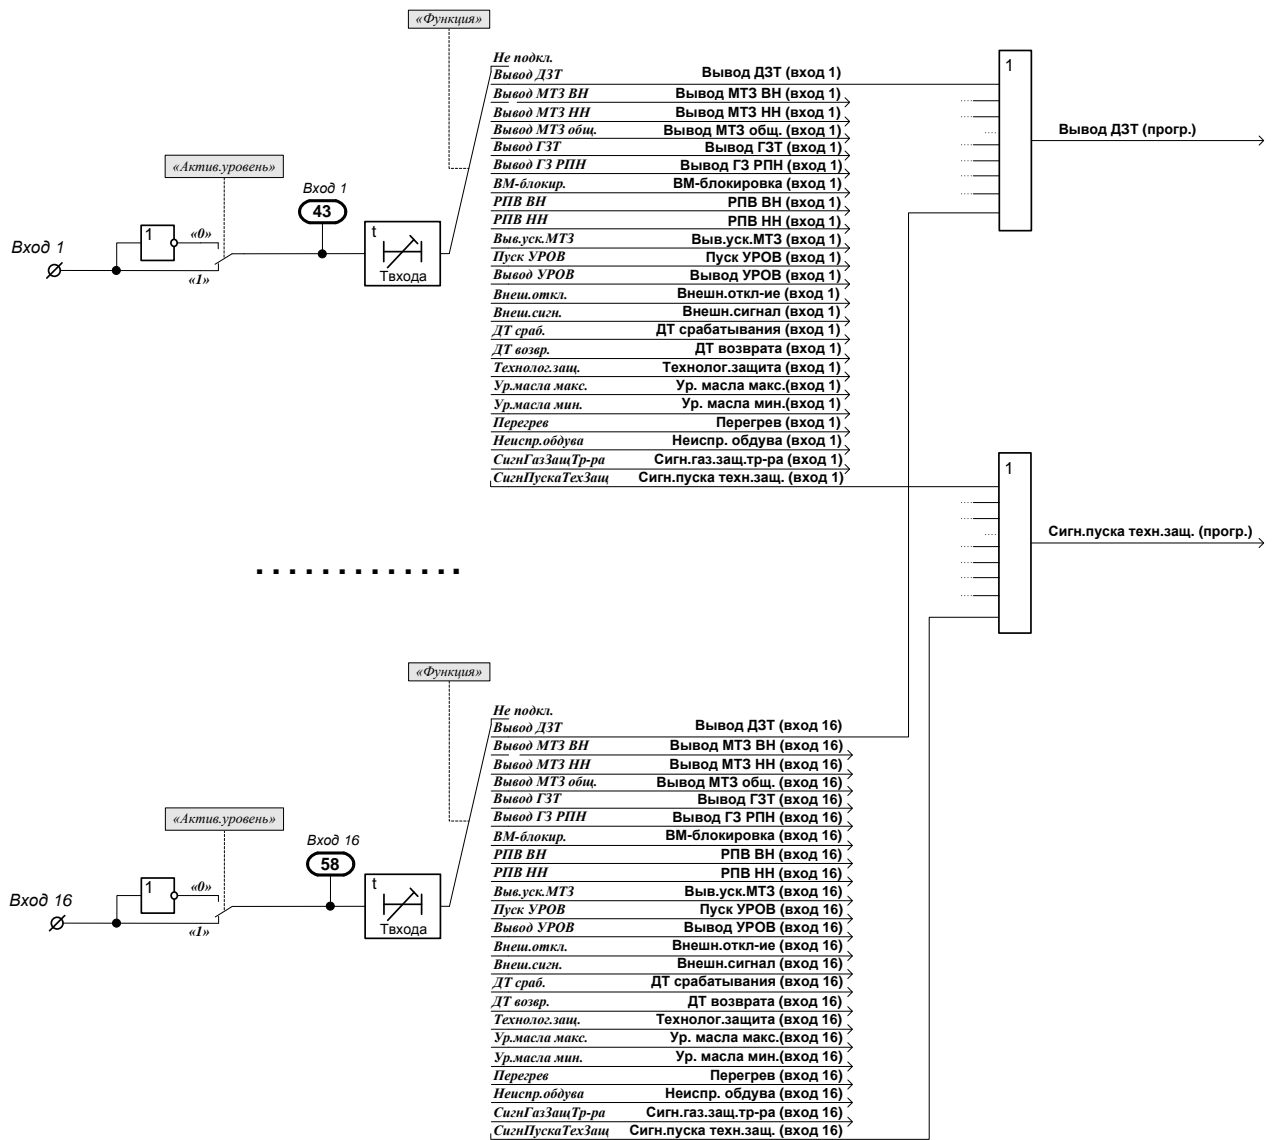 «Функция»
Не подкл.
Вывод ДЗТ Вывод ДЗТ (вход 1)
Вывод МТЗ ВН Вывод МТЗ ВН (вход 1)
Вывод МТЗ НН Вывод МТЗ НН (вход 1)
Вывод МТЗ общ. Вывод МТЗ общ. (вход 1)
Вывод ГЗТ Вывод ГЗТ (вход 1)
Вывод ГЗ РПН Вывод ГЗ РПН (вход 1)
ВМ-блокир. ВМ-блокировка (вход 1)
РПВ ВН РПВ ВН (вход 1)
РПВ НН РПВ НН (вход 1)
Выв.уск.МТЗ Выв.уск.МТЗ (вход 1)
Пуск УРОВ Пуск УРОВ (вход 1)
Вывод УРОВ Вывод УРОВ (вход 1)
Внеш.откл. Внешн.откл-ие (вход 1)
Внеш.сигн. Внешн.сигнал (вход 1)
ДТ сраб. ДТ срабатывания (вход 1)
ДТ возвр. ДТ возврата (вход 1)
Технолог.защ. Технолог.защита (вход 1)
Ур.масла макс. Ур. масла макс.(вход 1)
Ур.масла мин. Ур. масла мин.(вход 1)
Перегрев Перегрев (вход 1)
Неиспр.обдува Неиспр. обдува (вход 1)
СигнГазЗащТр-ра Сигн.газ.защ.тр-ра (вход 1)
СигнПускаТехЗащ Сигн.пуска техн.защ. (вход 1)
«Актив.уровень»
Вход 1
43
Вход 1
1
«0»
«1»
t
Твхода
1
Вывод ДЗТ (прогр.)
1
Сигн.пуска техн.защ. (прогр.)
«Функция»
Не подкл.
Вывод ДЗТ Вывод ДЗТ (вход 16)
Вывод МТЗ ВН Вывод МТЗ ВН (вход 16)
Вывод МТЗ НН Вывод МТЗ НН (вход 16)
Вывод МТЗ общ. Вывод МТЗ общ. (вход 16)
Вывод ГЗТ Вывод ГЗТ (вход 16)
Вывод ГЗ РПН Вывод ГЗ РПН (вход 16)
ВМ-блокир. ВМ-блокировка (вход 16)
РПВ ВН РПВ ВН (вход 16)
РПВ НН РПВ НН (вход 16)
Выв.уск.МТЗ Выв.уск.МТЗ (вход 16)
Пуск УРОВ Пуск УРОВ (вход 16)
Вывод УРОВ Вывод УРОВ (вход 16)
Внеш.откл. Внешн.откл-ие (вход 16)
Внеш.сигн. Внешн.сигнал (вход 16)
ДТ сраб. ДТ срабатывания (вход 16)
ДТ возвр. ДТ возврата (вход 16)
Технолог.защ. Технолог.защита (вход 16)
Ур.масла макс. Ур. масла макс.(вход 16)
Ур.масла мин. Ур. масла мин.(вход 16)
Перегрев Перегрев (вход 16)
Неиспр.обдува Неиспр. обдува (вход 16)
СигнГазЗащТр-ра Сигн.газ.защ.тр-ра (вход 16)
СигнПускаТехЗащ Сигн.пуска техн.защ. (вход 16)
«Актив.уровень»
Вход 16
58
Вход 16
1
«0»
«1»
t
Твхода